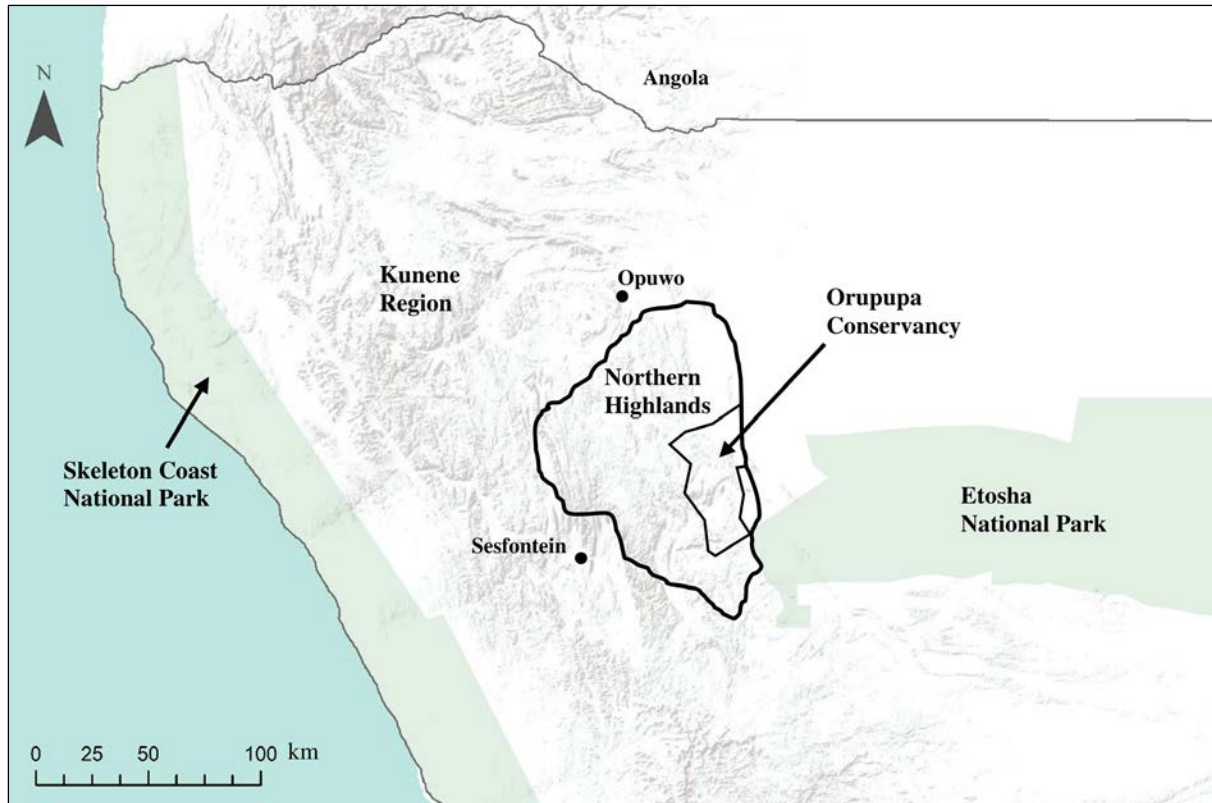 Angola
N
Kunene
Region
Opuwo
Orupupa
Conservancy
Northern
Highlands
Skeleton Coast
National Park
Etosha
National Park
Sesfontein
0 25 50 100 km